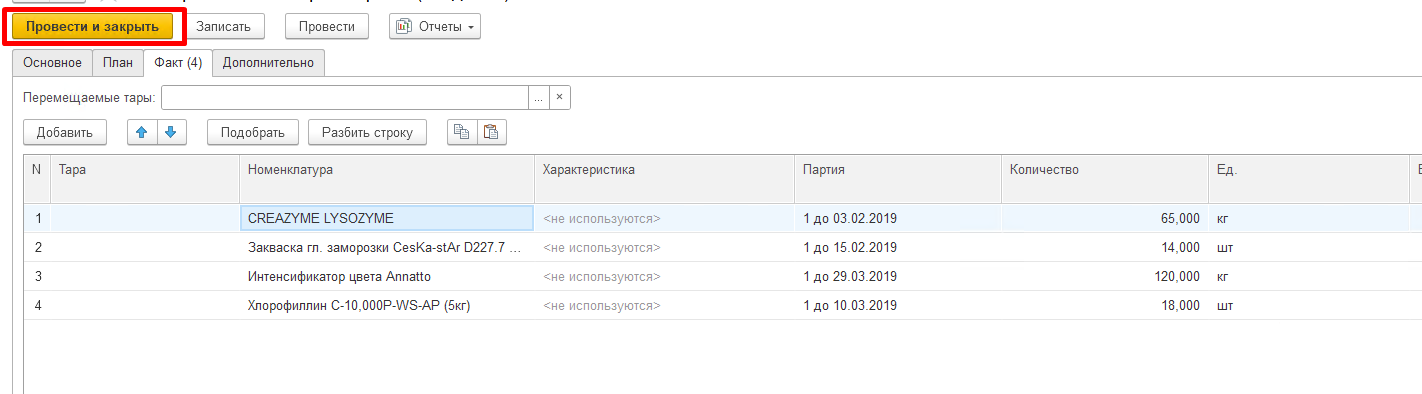 Провести и закрыть Записать Провести Отчеты
Основное План Факт (4) Дополнительно
Перемещаемые тары: ... ×
Добавить Подобрать Разбить строку
N Тара Номенклатура Характеристика Партия Количество Ед.
1 CREAZYME LYSOZYME <не используются> 1 до 03.02.2019 65,000 кг
2 Закваска гл. заморозки CesKa-stAr D227.7 ... <не используются> 1 до 15.02.2019 14,000 шт
3 Интенсификатор цвета Annatto <не используются> 1 до 29.03.2019 120,000 кг
4 Хлорофиллин C-10,000P-WS-AP (5кг) <не используются> 1 до 10.03.2019 18,000 шт